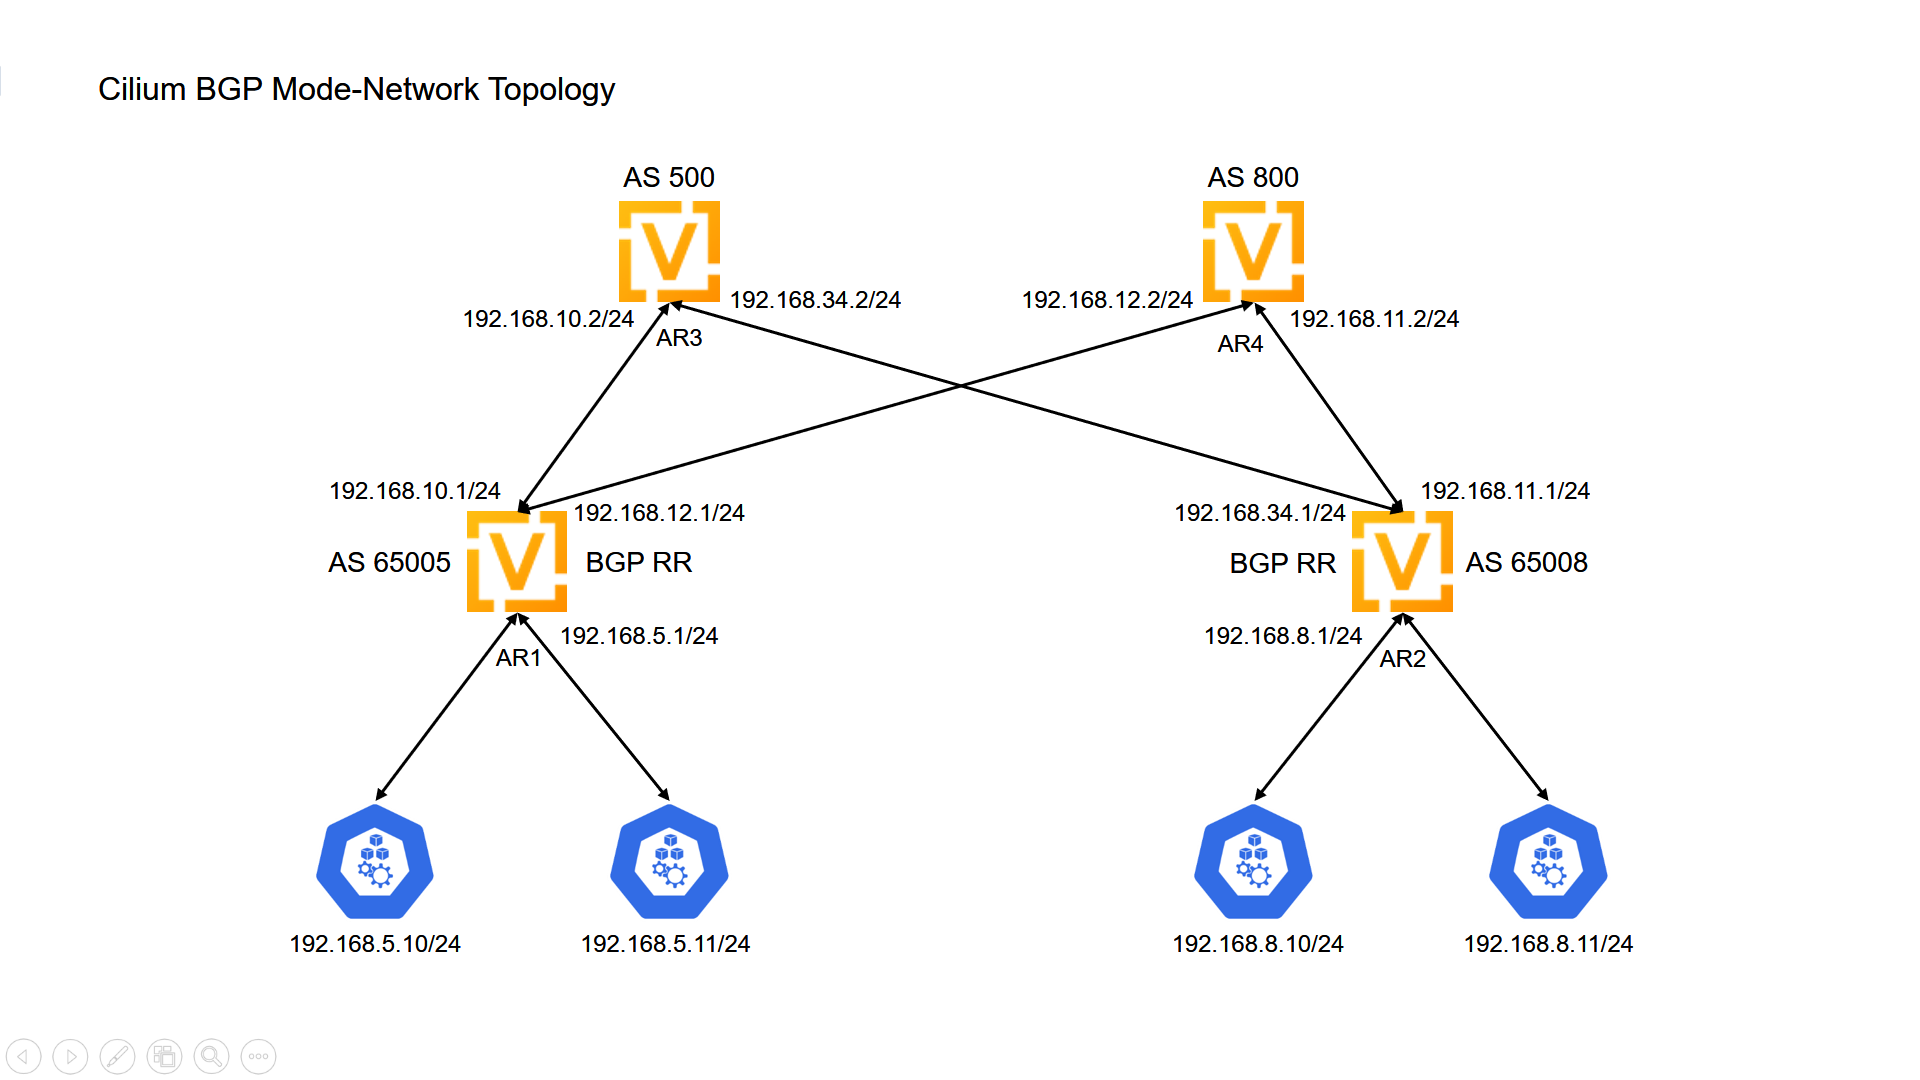 Cilium BGP Mode-Network Topology
AS 500
AS 800
192.168.10.2/24
192.168.34.2/24
192.168.12.2/24
192.168.11.2/24
AR3
AR4
192.168.10.1/24
192.168.12.1/24
192.168.34.1/24
192.168.11.1/24
AS 65005
BGP RR
BGP RR
AS 65008
192.168.5.1/24
192.168.8.1/24
AR1
AR2
192.168.5.10/24
192.168.5.11/24
192.168.8.10/24
192.168.8.11/24